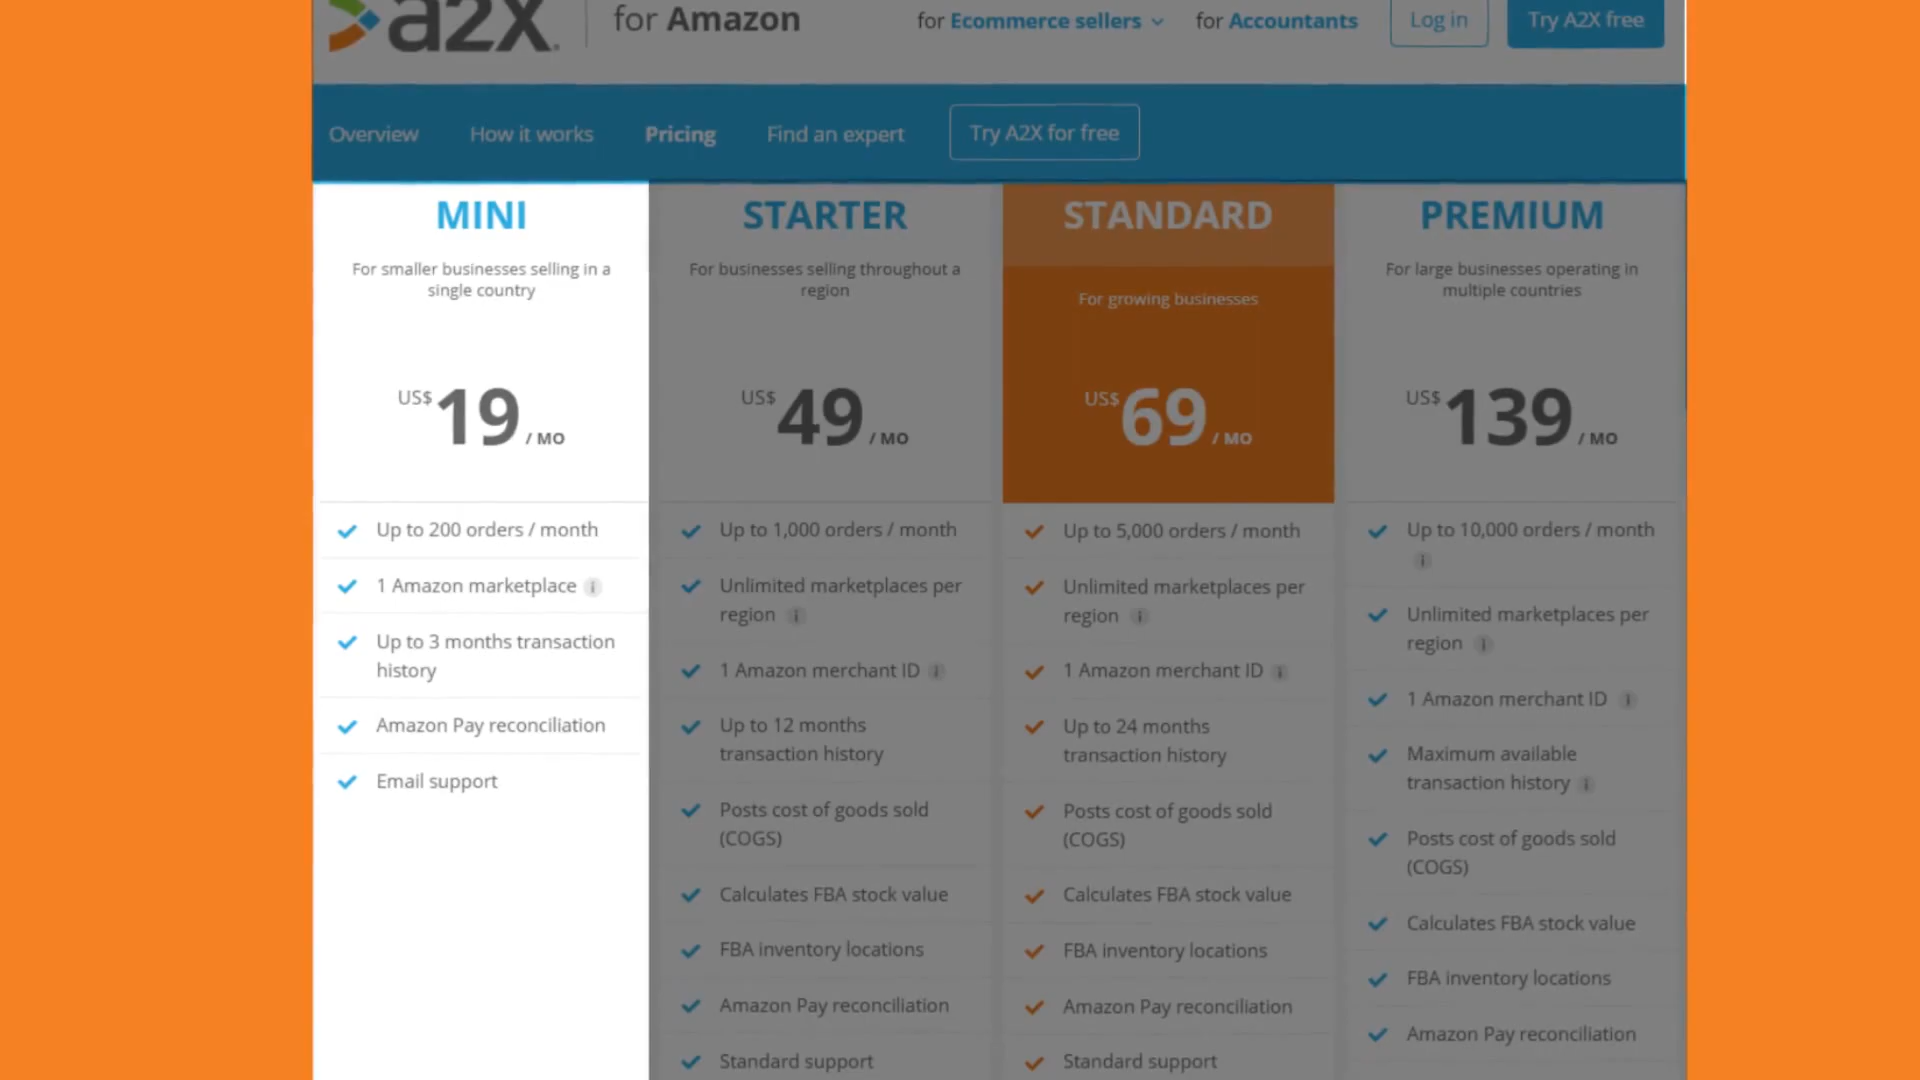 a2x.
for Amazon
for Ecommerce sellers
for Accountants
Log in
Try A2X free
Overview
How it works
Pricing
Find an expert
Try A2X for free
MINI
For smaller businesses selling in a
single country
US$ 19 / MO
Up to 200 orders / month
1 Amazon marketplace i
Up to 3 months transaction
history
Amazon Pay reconciliation
Email support
STARTER
For businesses selling throughout a
region
US$ 49 / MO
Up to 1,000 orders / month
Unlimited marketplaces per
region i
1 Amazon merchant ID i
Up to 12 months
transaction history
Posts cost of goods sold
(COGS)
Calculates FBA stock value
FBA inventory locations
Amazon Pay reconciliation
Standard support
STANDARD
For growing businesses
US$ 69 / MO
Up to 5,000 orders / month
Unlimited marketplaces per
region i
1 Amazon merchant ID i
Up to 24 months
transaction history
Posts cost of goods sold
(COGS)
Calculates FBA stock value
FBA inventory locations
Amazon Pay reconciliation
Standard support
PREMIUM
For large businesses operating in
multiple countries
US$ 139 / MO
Up to 10,000 orders / month
i
Unlimited marketplaces per
region i
1 Amazon merchant ID i
Maximum available
transaction history i
Posts cost of goods sold
(COGS)
Calculates FBA stock value
FBA inventory locations
Amazon Pay reconciliation